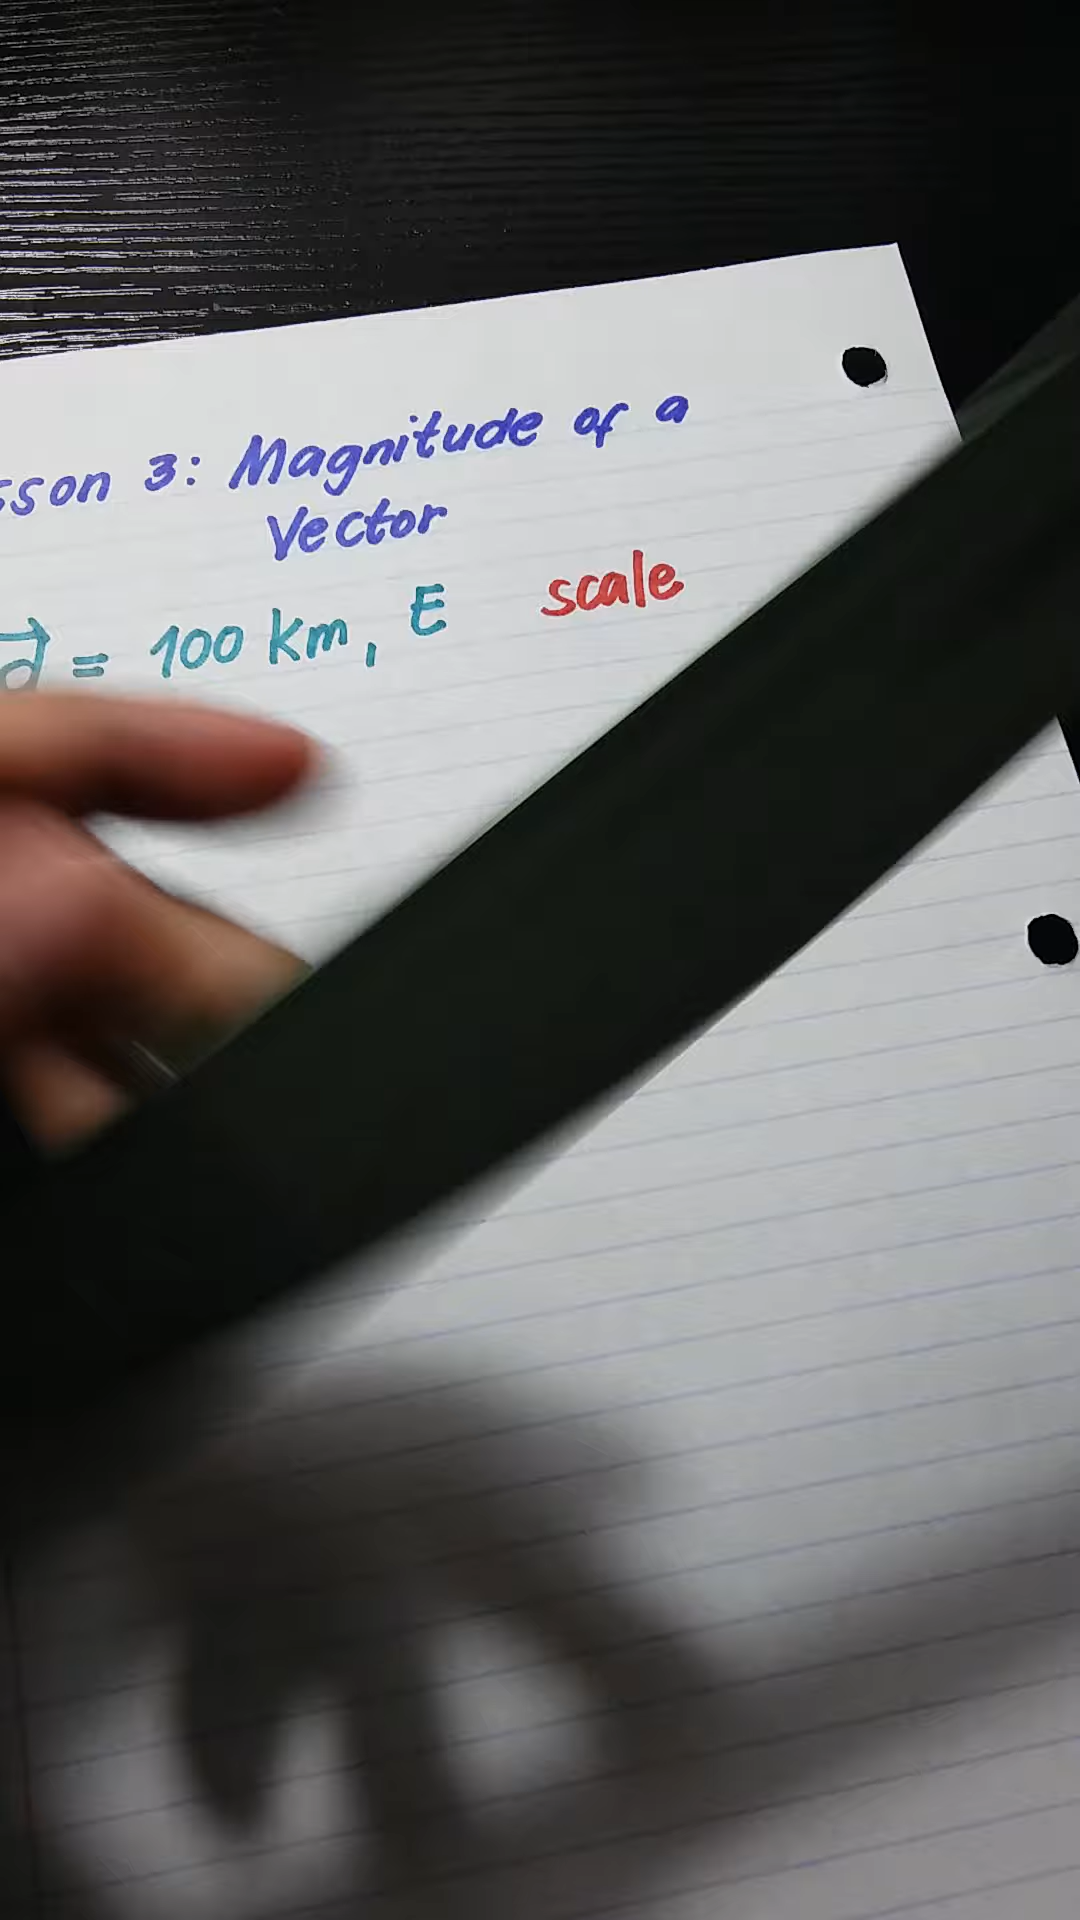 sson 3: Magnitude of a
Vector
d⃗ = 100 km, E scale